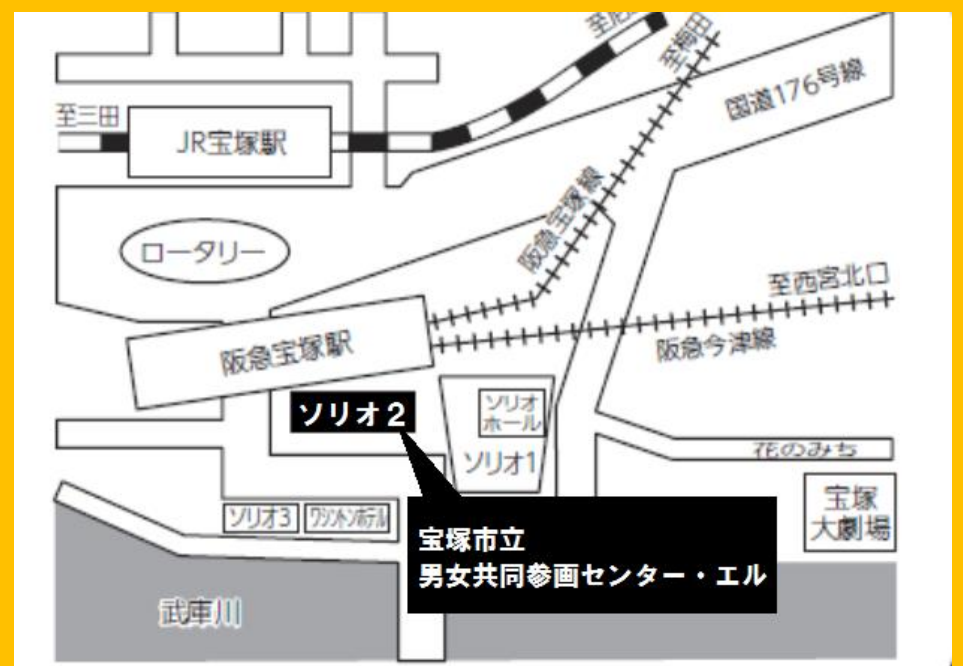 至尼
至梅田
国道176号線
至三田
JR宝塚駅
阪急宝塚線
ロータリー
至西宮北口
阪急宝塚駅
阪急今津線
ソリオ2
ソリオ
ホール
ソリオ1
花のみち
ソリオ3
ワシントンホテル
宝塚
大劇場
宝塚市立
男女共同参画センター・エル
武庫川